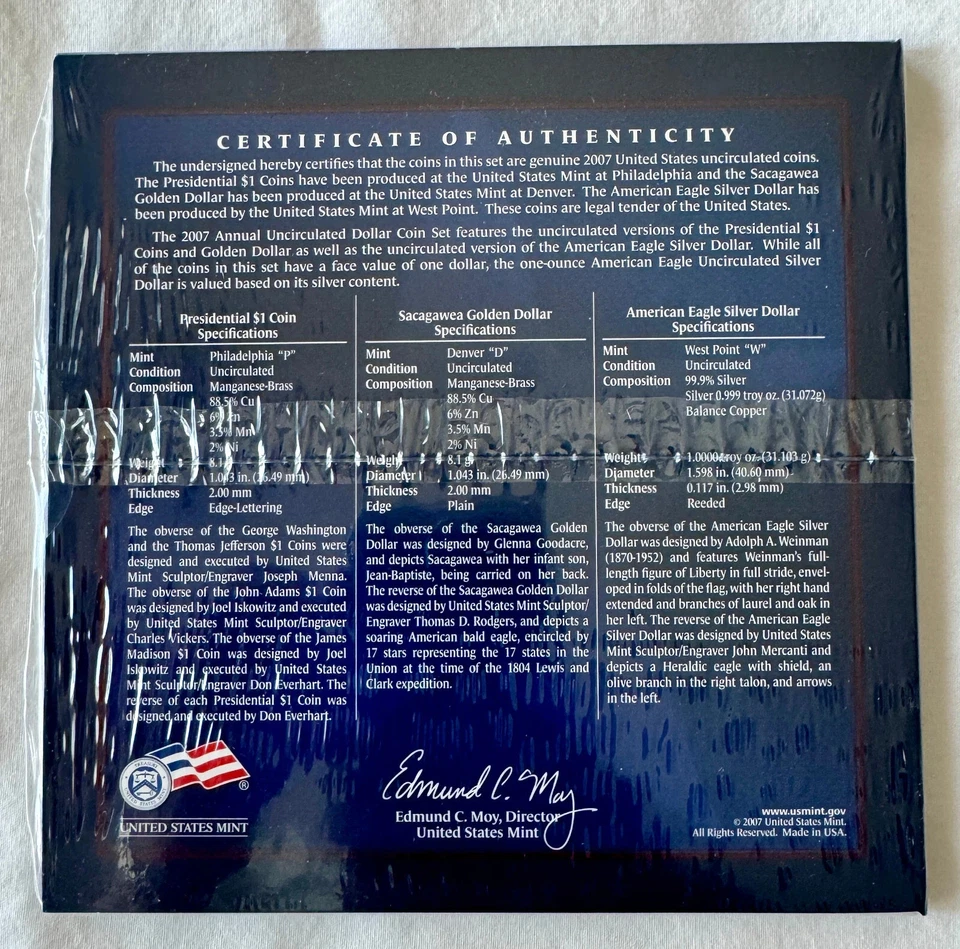 CERTIFICATE OF AUTHENTICITY
The undersigned hereby certifies that the coins in this set are genuine 2007 United States uncirculated coins.
The Presidential $1 Coins have been produced at the United States Mint at Philadelphia and the Sacagawea
Golden Dollar has been produced at the United States Mint at Denver. The American Eagle Silver Dollar has
been produced by the United States Mint at West Point. These coins are legal tender of the United States.
The 2007 Annual Uncirculated Dollar Coin Set features the uncirculated versions of the Presidential $1
Coins and Golden Dollar as well as the uncirculated version of the American Eagle Silver Dollar. While all
of the coins in this set have a face value of one dollar, the one-ounce American Eagle Uncirculated Silver
Dollar is valued based on its silver content.
Presidential $1 Coin
Specifications
Mint Philadelphia "P"
Condition Uncirculated
Composition Manganese-Brass
88.5% Cu
6% Zn
3.5% Mn
2% Ni
Weight 8.1
Diameter 1.043 in. (26.49 mm)
Thickness 2.00 mm
Edge Edge-Lettering
The obverse of the George Washington
and the Thomas Jefferson $1 Coins were
designed and executed by United States
Mint Sculptor/Engraver Joseph Menna.
The obverse of the John Adams $1 Coin
was designed by Joel Iskowitz and executed
by United States Mint Sculptor/Engraver
Charles Vickers. The obverse of the James
Madison $1 Coin was designed by Joel
Iskowitz and executed by United States
Mint Sculptor/Engraver Don Everhart. The
reverse of each Presidential $1 Coin was
designed and executed by Don Everhart.
Sacagawea Golden Dollar
Specifications
Mint Denver "D"
Condition Uncirculated
Composition Manganese-Brass
88.5% Cu
6% Zn
3.5% Mn
2% Ni
Weight 8.1 g
Diameter 1.043 in. (26.49 mm)
Thickness 2.00 mm
Edge Plain
The obverse of the Sacagawea Golden
Dollar was designed by Glenna Goodacre,
and depicts Sacagawea with her infant son,
Jean-Baptiste, being carried on her back.
The reverse of the Sacagawea Golden Dollar
was designed by United States Mint Sculptor/
Engraver Thomas D. Rodgers, and depicts a
soaring American bald eagle, encircled by
17 stars representing the 17 states in the
Union at the time of the 1804 Lewis and
Clark expedition.
American Eagle Silver Dollar
Specifications
Mint West Point "W"
Condition Uncirculated
Composition 99.9% Silver
Silver 0.999 troy oz. (31.072g)
Balance Copper
Weight 1.0000 troy oz. (31.103 g)
Diameter 1.598 in. (40.60 mm)
Thickness 0.117 in. (2.98 mm)
Edge Reeded
The obverse of the American Eagle Silver
Dollar was designed by Adolph A. Weinman
(1870-1952) and features Weinman's full-
length figure of Liberty in full stride, envel-
oped in folds of the flag, with her right hand
extended and branches of laurel and oak in
her left. The reverse of the American Eagle
Silver Dollar was designed by United States
Mint Sculptor/Engraver John Mercanti and
depicts a Heraldic eagle with shield, an
olive branch in the right talon, and arrows
in the left.
®
UNITED STATES MINT
Edmund C. Moy
Edmund C. Moy, Director
United States Mint
www.usmint.gov
© 2007 United States Mint.
All Rights Reserved. Made in USA.